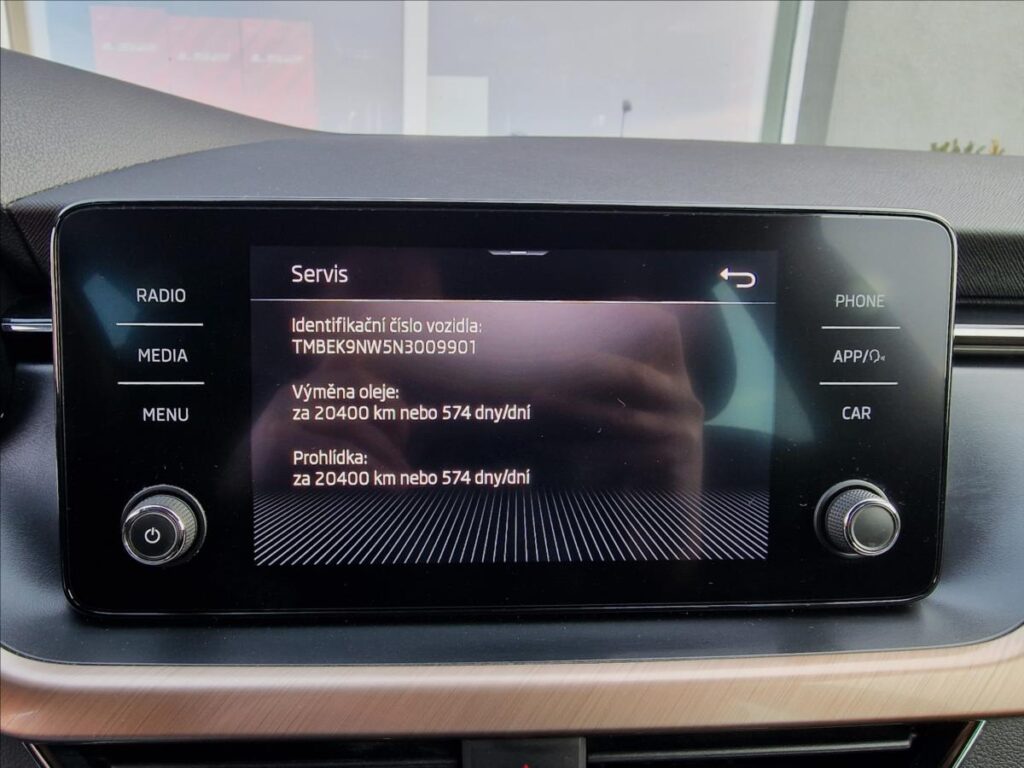 Servis
RADIO
MEDIA
MENU
Identifikační číslo vozidla:
TMBEK9NW5N3009901
Výměna oleje:
za 20400 km nebo 574 dny/dní
Prohlídka:
za 20400 km nebo 574 dny/dní
PHONE
APP/
CAR